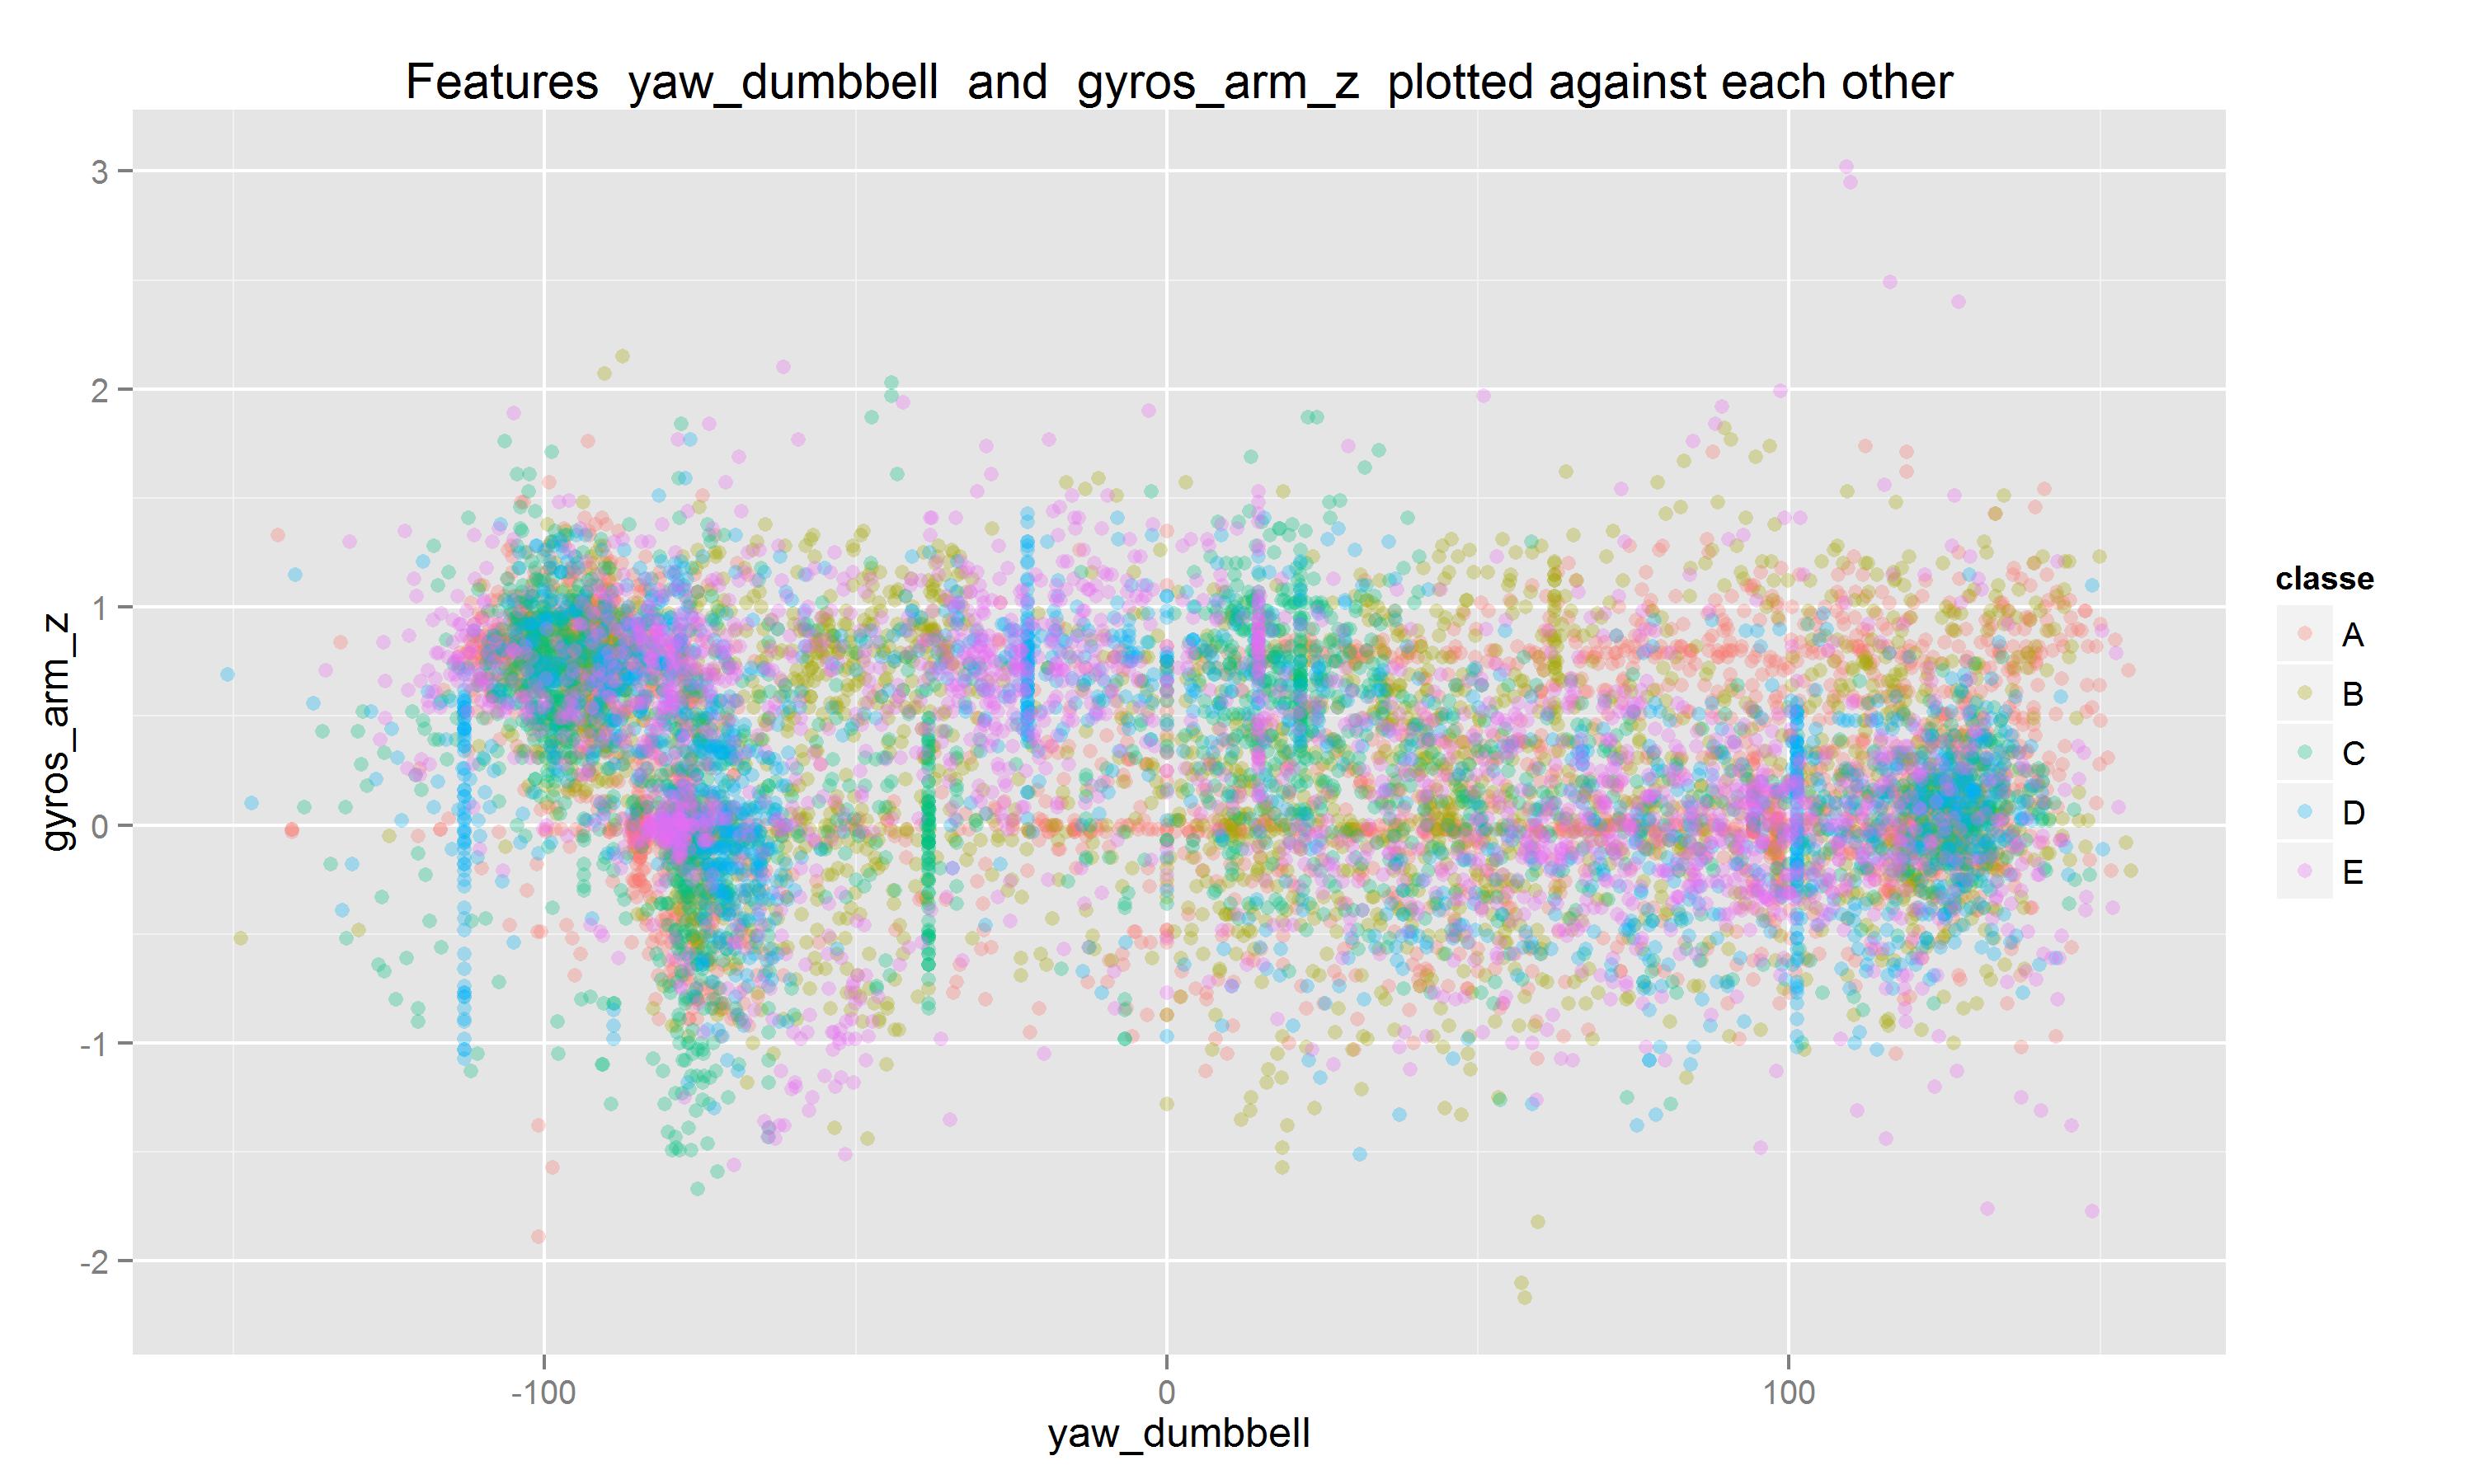 Features yaw_dumbbell and gyros_arm_z plotted against each other
3
2
1
0
-1
-2
gyros_arm_z
-100
0
100
yaw_dumbbell
classe
A
B
C
D
E